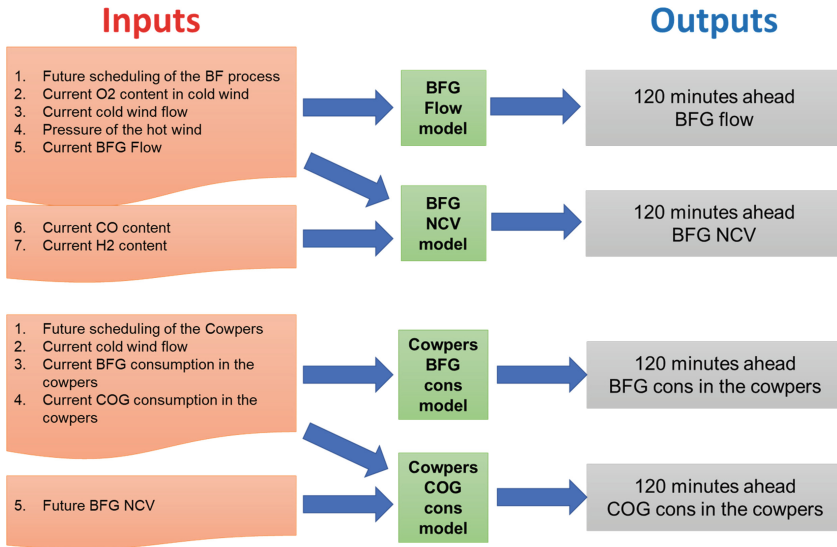 Inputs
Outputs
1. Future scheduling of the BF process
2. Current O2 content in cold wind
3. Current cold wind flow
4. Pressure of the hot wind
5. Current BFG Flow
BFG
Flow
model
120 minutes ahead
BFG flow
6. Current CO content
7. Current H2 content
BFG
NCV
model
120 minutes ahead
BFG NCV
1. Future scheduling of the Cowpers
2. Current cold wind flow
3. Current BFG consumption in the
cowpers
4. Current COG consumption in the
cowpers
Cowpers
BFG
cons
model
120 minutes ahead
BFG cons in the cowpers
5. Future BFG NCV
Cowpers
COG
cons
model
120 minutes ahead
COG cons in the cowpers